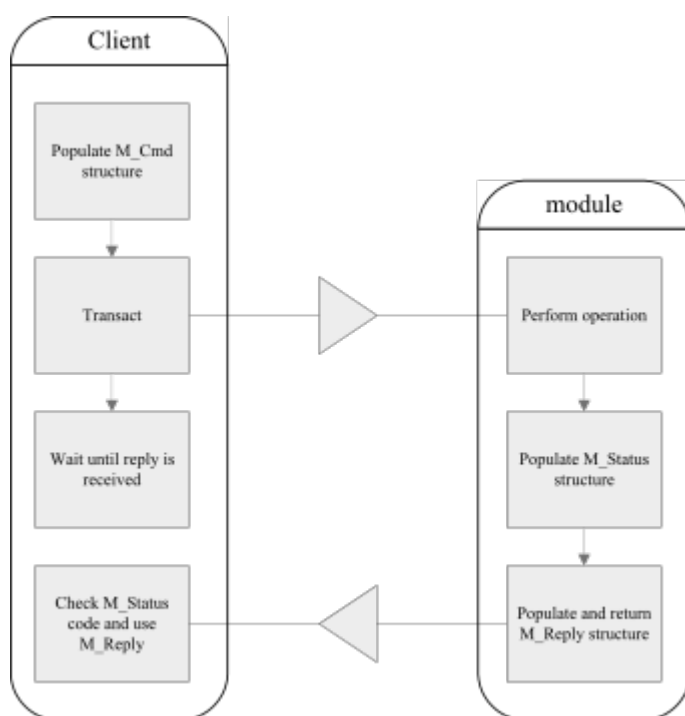 Client
Populate M_Cmd
structure
Transact
Wait until reply is
received
Check M_Status
code and use
M_Reply
module
Perform operation
Populate M_Status
structure
Populate and return
M_Reply structure